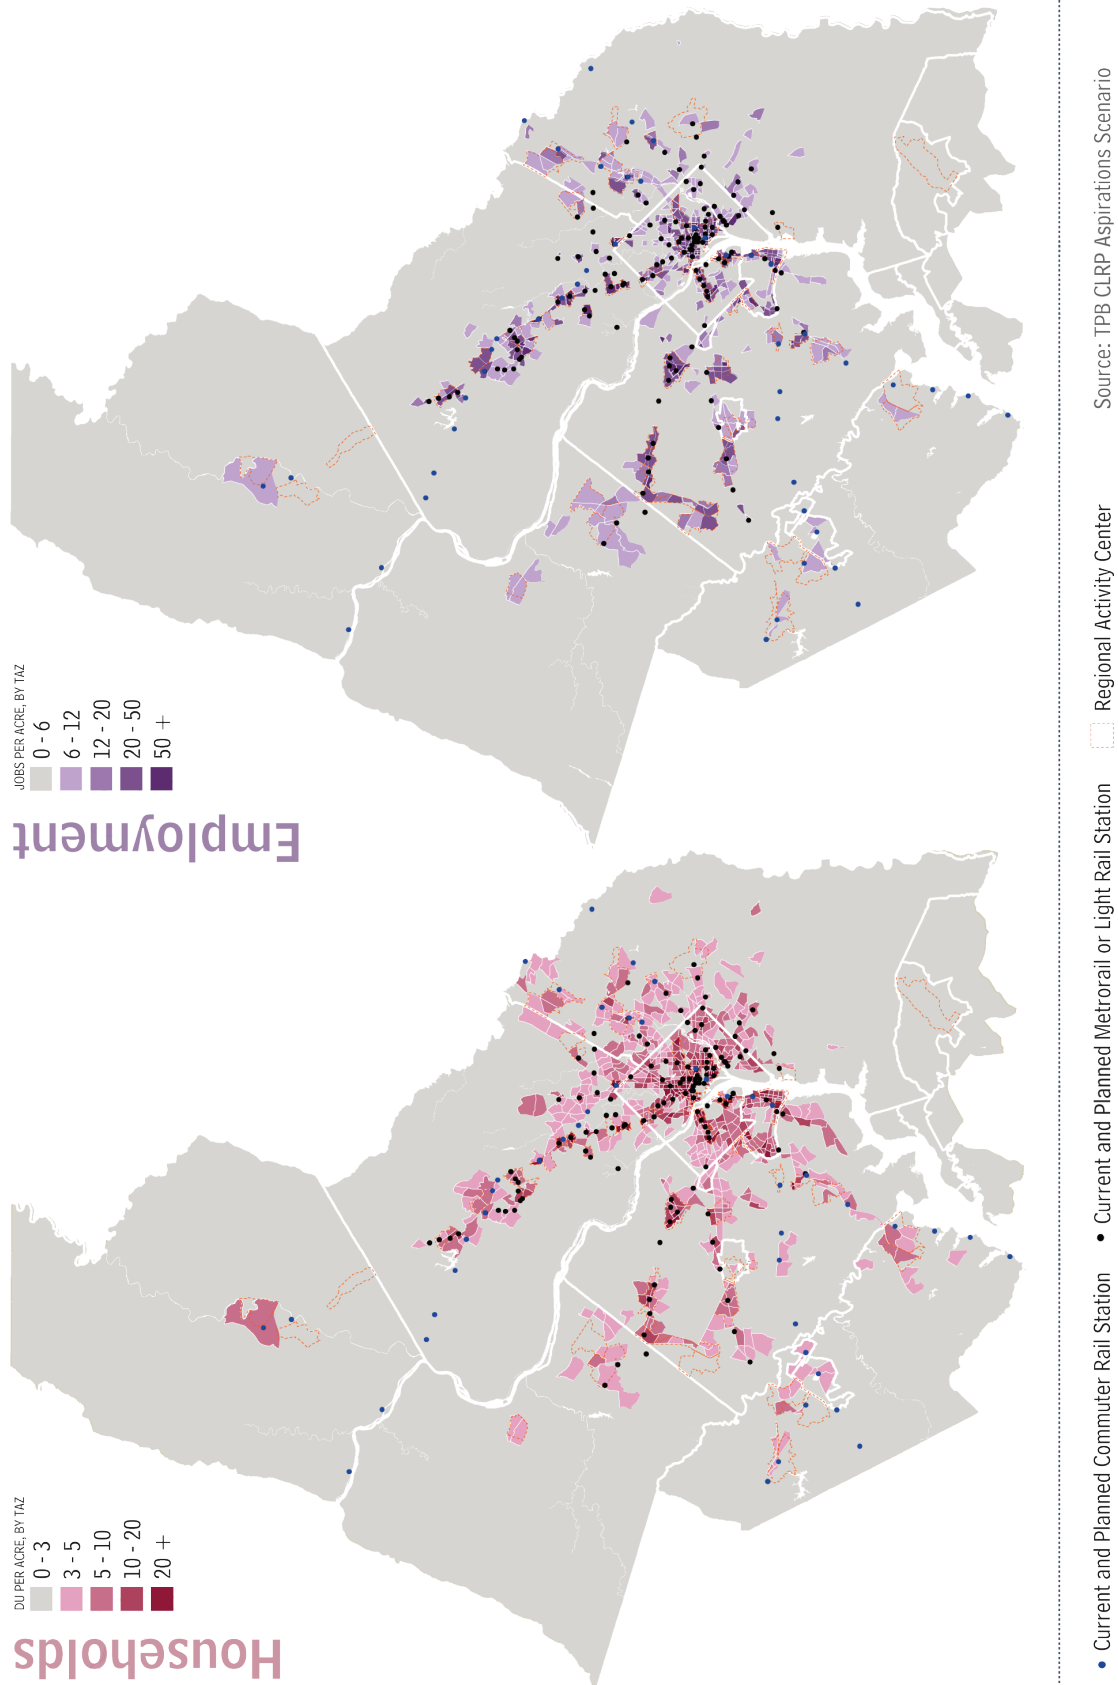 Households
DU PER ACRE, BY TAZ
0 - 3
3 - 5
5 - 10
10 - 20
20 +
Employment
JOBS PER ACRE, BY TAZ
0 - 6
6 - 12
12 - 20
20 - 50
50 +
Current and Planned Commuter Rail Station
Current and Planned Metrorail or Light Rail Station
Regional Activity Center
Source: TPB CLRP Aspirations Scenario